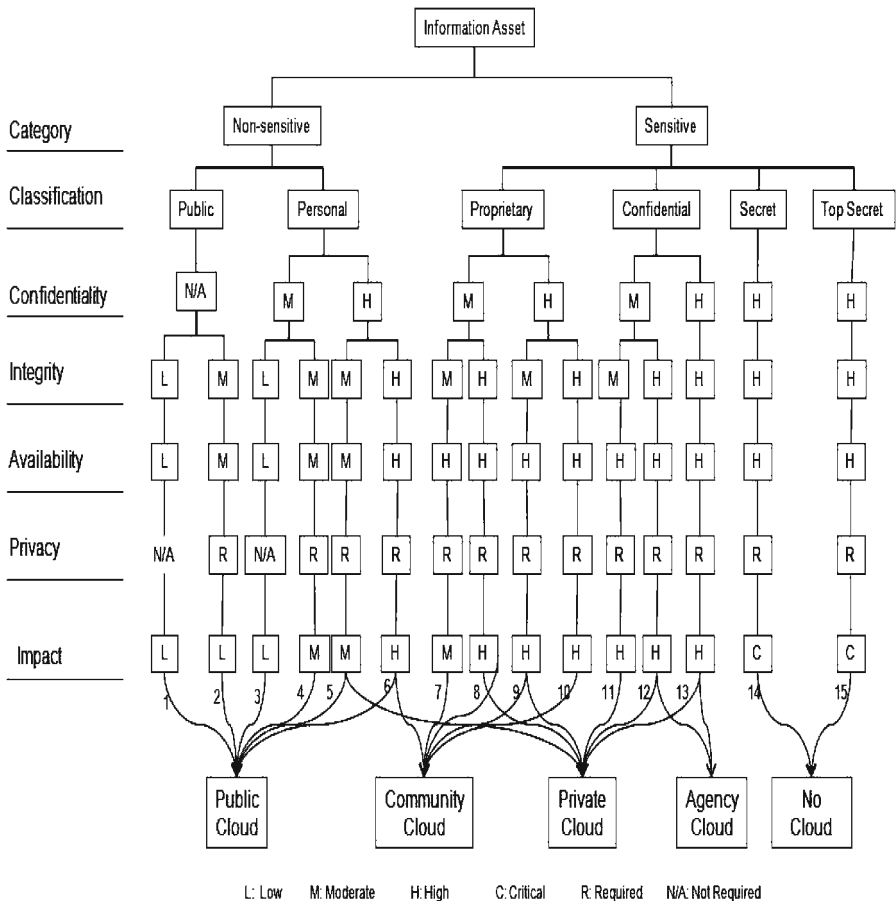 Information Asset
Category
Non-sensitive
Sensitive
Classification
Public
Personal
Proprietary
Confidential
Secret
Top Secret
Confidentiality
N/A M H M H M H H H
Integrity
L M L M M H M H M H M H H H H
Availability
L M L M M H H H H H H H H H H
Privacy
N/A R N/A R R R R R R R R R R R R
Impact
L L L M M H M H H H H H H C C
1 2 3 4 5 6 7 8 9 10 11 12 13 14 15
Public
Cloud
Community
Cloud
Private
Cloud
Agency
Cloud
No
Cloud
L: Low M: Moderate H: High C: Critical R: Required N/A: Not Required